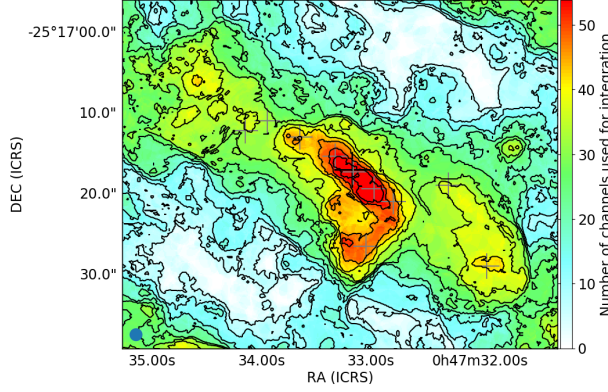 -25°17'00.0"
10.0"
20.0"
30.0"
DEC (ICRS)
35.00s 34.00s 33.00s 0h47m32.00s
RA (ICRS)
50
40
30
20
10
0
Number of channels used for integration